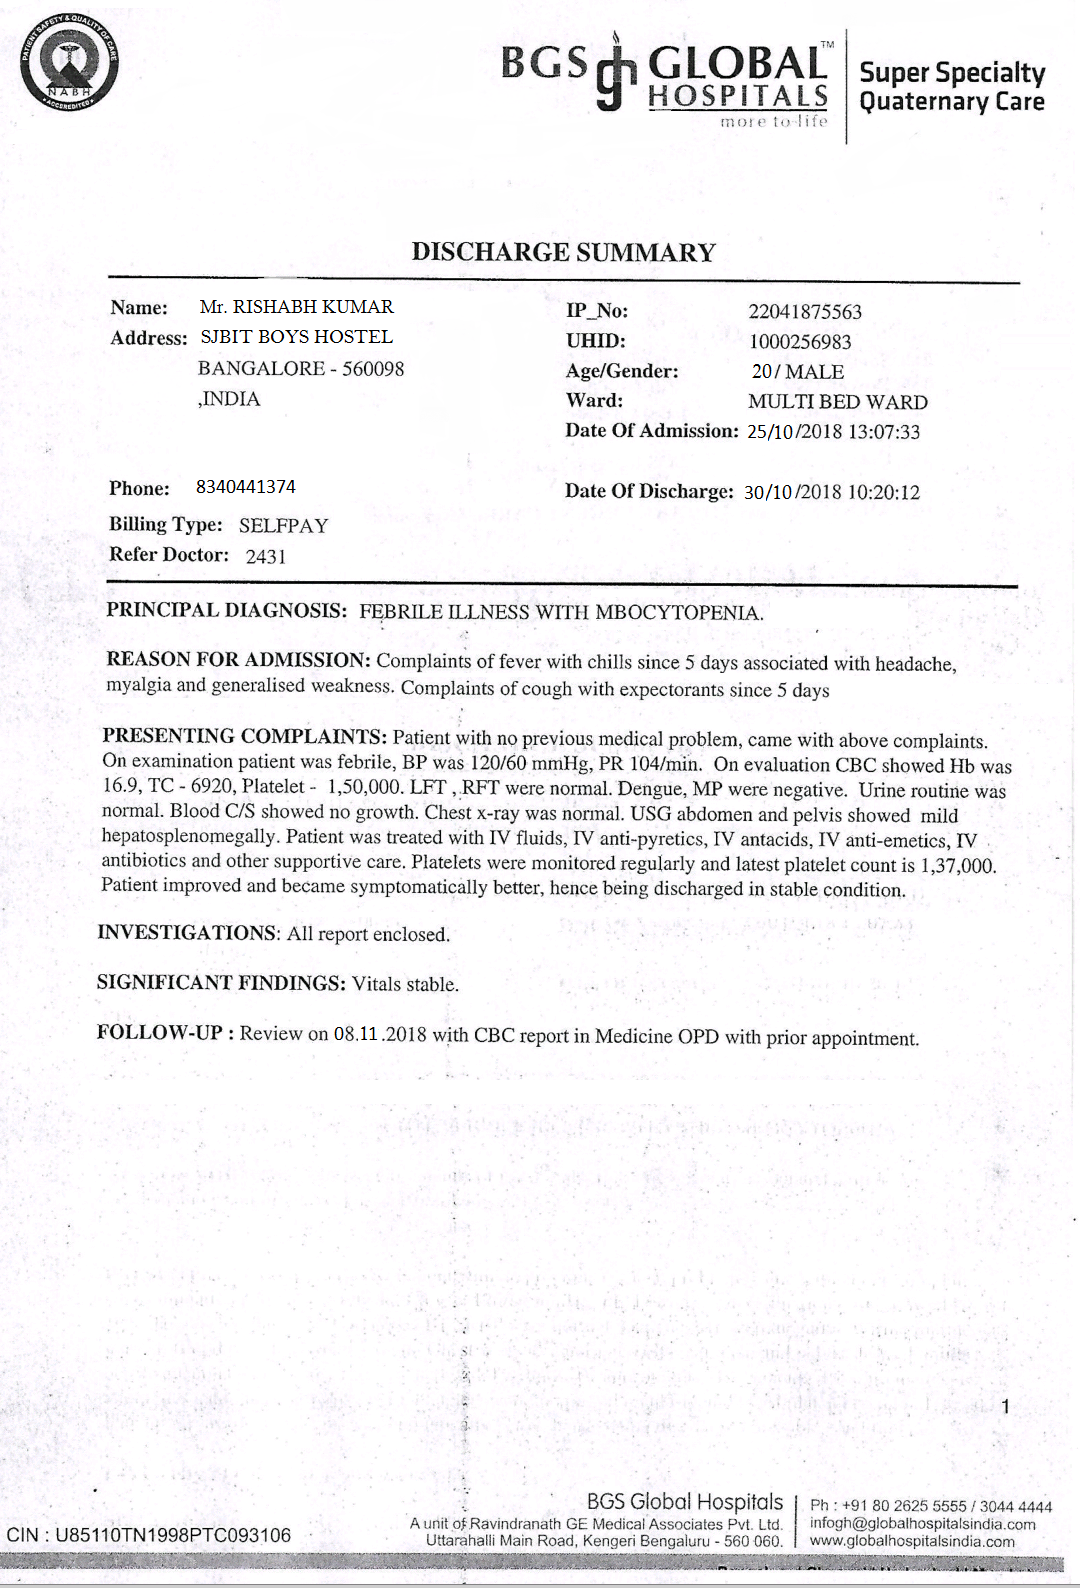 PATIENT SAFETY & QUALITY OF CARE
NABH
ACCREDITED
BGS gh GLOBAL™
HOSPITALS
more to life
Super Specialty
Quaternary Care
DISCHARGE SUMMARY
Name: Mr. RISHABH KUMAR
Address: SJBIT BOYS HOSTEL
BANGALORE - 560098
,INDIA
Phone: 8340441374
Billing Type: SELFPAY
Refer Doctor: 2431
IP_No: 22041875563
UHID: 1000256983
Age/Gender: 20/ MALE
Ward: MULTI BED WARD
Date Of Admission: 25/10/2018 13:07:33
Date Of Discharge: 30/10/2018 10:20:12
PRINCIPAL DIAGNOSIS: FEBRILE ILLNESS WITH MBOCYTOPENIA.
REASON FOR ADMISSION: Complaints of fever with chills since 5 days associated with headache,
myalgia and generalised weakness. Complaints of cough with expectorants since 5 days
PRESENTING COMPLAINTS: Patient with no previous medical problem, came with above complaints.
On examination patient was febrile, BP was 120/60 mmHg, PR 104/min. On evaluation CBC showed Hb was
16.9, TC - 6920, Platelet - 1,50,000. LFT , RFT were normal. Dengue, MP were negative. Urine routine was
normal. Blood C/S showed no growth. Chest x-ray was normal. USG abdomen and pelvis showed mild
hepatosplenomegally. Patient was treated with IV fluids, IV anti-pyretics, IV antacids, IV anti-emetics, IV
antibiotics and other supportive care. Platelets were monitored regularly and latest platelet count is 1,37,000.
Patient improved and became symptomatically better, hence being discharged in stable condition.
INVESTIGATIONS: All report enclosed.
SIGNIFICANT FINDINGS: Vitals stable.
FOLLOW-UP : Review on 08.11.2018 with CBC report in Medicine OPD with prior appointment.
1
CIN : U85110TN1998PTC093106
BGS Global Hospitals
A unit of Ravindranath GE Medical Associates Pvt. Ltd.
Uttarahalli Main Road, Kengeri Bengaluru - 560 060.
Ph : +91 80 2625 5555 / 3044 4444
infogh@globalhospitalsindia.com
www.globalhospitalsindia.com